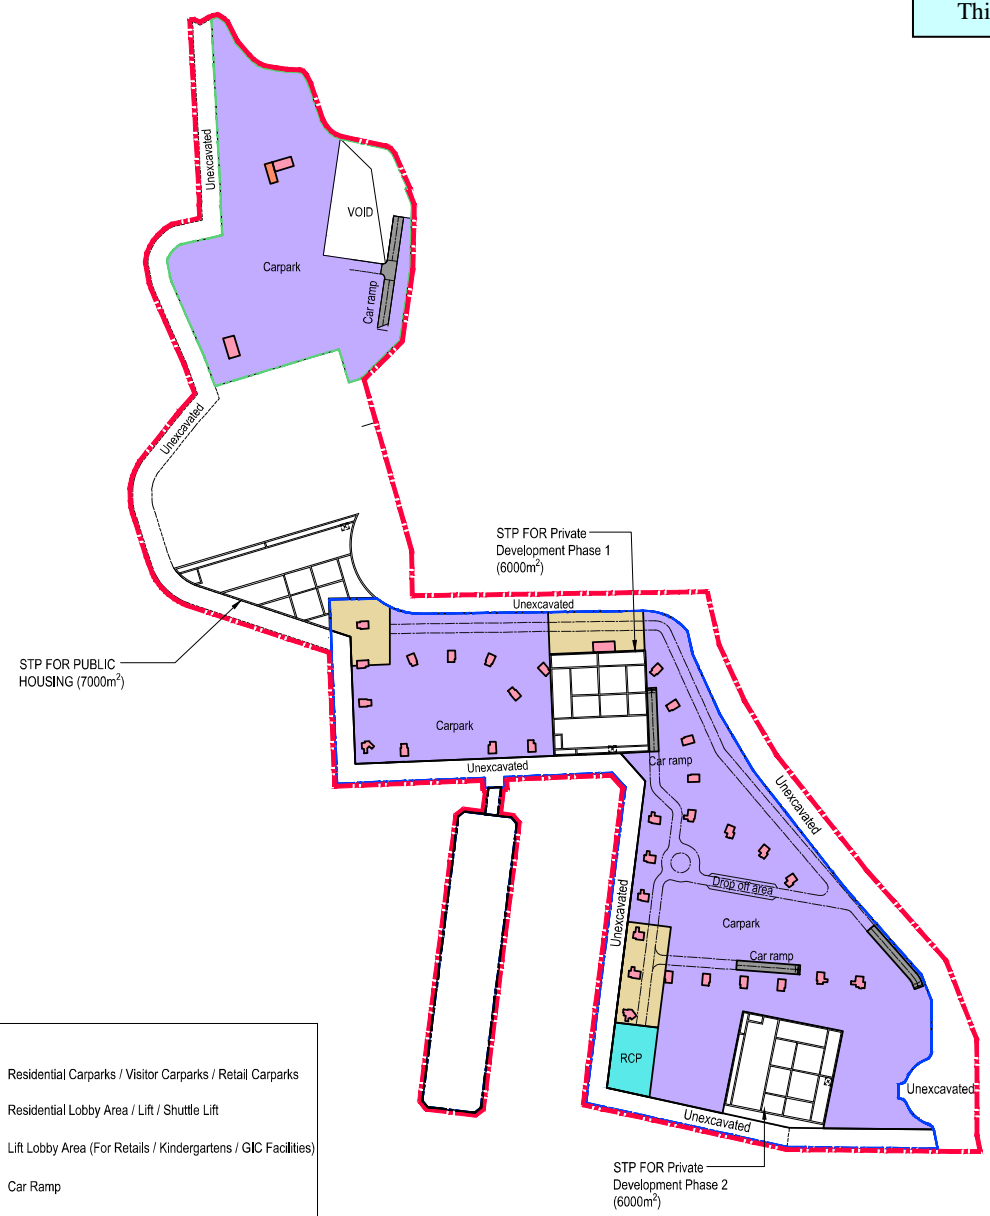 Thi
Unexcavated
VOID
Carpark
Car ramp
Unexcavated
STP FOR Private
Development Phase 1
(6000m²)
Unexcavated
STP FOR PUBLIC
HOUSING (7000m²)
Carpark
Unexcavated
Car ramp
Unexcavated
Drop off area
Unexcavated
Carpark
Car ramp
RCP
Unexcavated
Unexcavated
STP FOR Private
Development Phase 2
(6000m²)
Residential Carparks / Visitor Carparks / Retail Carparks
Residential Lobby Area / Lift / Shuttle Lift
Lift Lobby Area (For Retails / Kindergartens / GIC Facilities)
Car Ramp